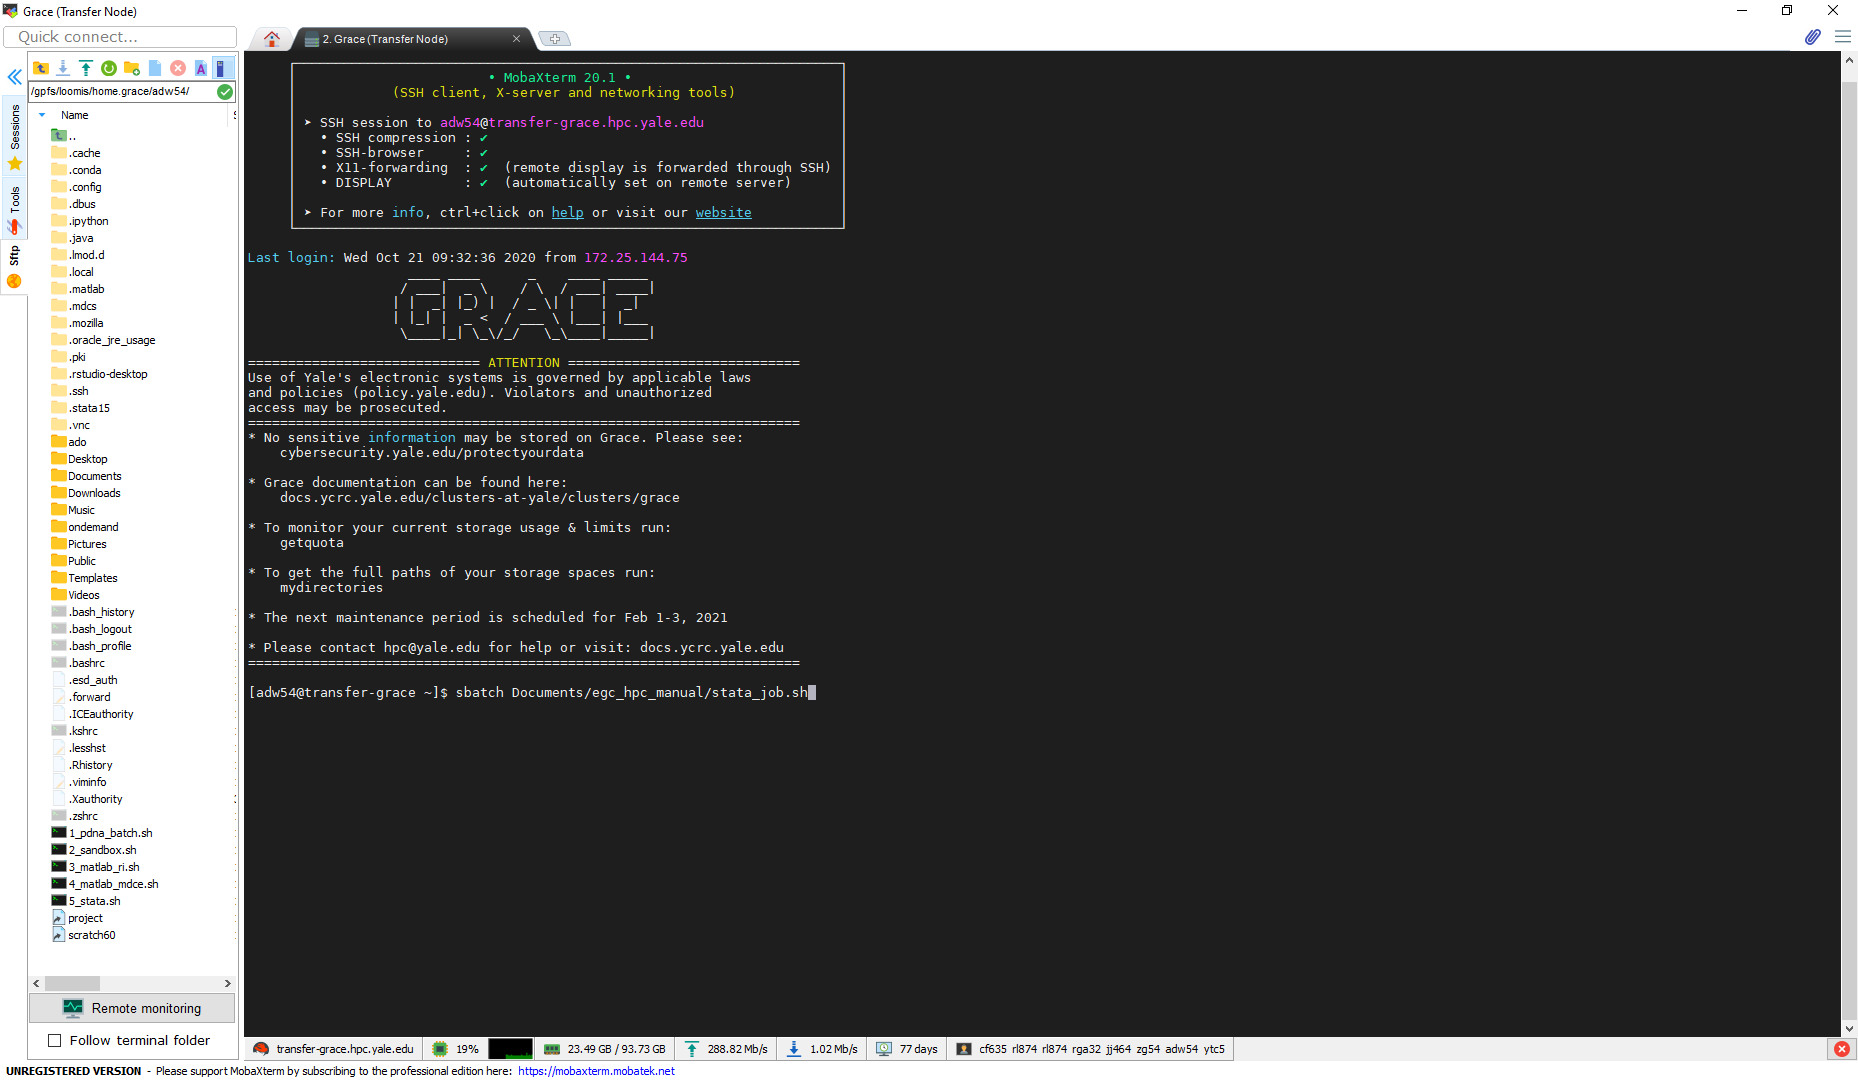 Grace (Transfer Node)
Quick connect...
2. Grace (Transfer Node)
Sessions
Tools
Sftp
/gpfs/loomis/home.grace/adw54/
Name
..
.cache
.conda
.config
.dbus
.ipython
.java
.lmod.d
.local
.matlab
.mdcs
.mozilla
.oracle_jre_usage
.pki
.rstudio-desktop
.ssh
.stata15
.vnc
ado
Desktop
Documents
Downloads
Music
ondemand
Pictures
Public
Templates
Videos
.bash_history
.bash_logout
.bash_profile
.bashrc
.esd_auth
.forward
.ICEauthority
.kshrc
.lesshst
.Rhistory
.viminfo
.Xauthority
.zshrc
1_pdna_batch.sh
2_sandbox.sh
3_matlab_ri.sh
4_matlab_mdce.sh
5_stata.sh
project
scratch60
Remote monitoring
Follow terminal folder
• MobaXterm 20.1 •
(SSH client, X-server and networking tools)
➤ SSH session to adw54@transfer-grace.hpc.yale.edu
• SSH compression : ✔
• SSH-browser : ✔
• X11-forwarding : ✔ (remote display is forwarded through SSH)
• DISPLAY : ✔ (automatically set on remote server)
➤ For more info, ctrl+click on help or visit our website
Last login: Wed Oct 21 09:32:36 2020 from 172.25.144.75
GRACE
============================= ATTENTION =============================
Use of Yale's electronic systems is governed by applicable laws
and policies (policy.yale.edu). Violators and unauthorized
access may be prosecuted.
=====================================================================
* No sensitive information may be stored on Grace. Please see:
cybersecurity.yale.edu/protectyourdata
* Grace documentation can be found here:
docs.ycrc.yale.edu/clusters-at-yale/clusters/grace
* To monitor your current storage usage & limits run:
getquota
* To get the full paths of your storage spaces run:
mydirectories
* The next maintenance period is scheduled for Feb 1-3, 2021
* Please contact hpc@yale.edu for help or visit: docs.ycrc.yale.edu
=====================================================================
[adw54@transfer-grace ~]$ sbatch Documents/egc_hpc_manual/stata_job.sh
transfer-grace.hpc.yale.edu 19% 23.49 GB / 93.73 GB 288.82 Mb/s 1.02 Mb/s 77 days cf635 rl874 rl874 rga32 jj464 zg54 adw54 ytc5
UNREGISTERED VERSION - Please support MobaXterm by subscribing to the professional edition here: https://mobaxterm.mobatek.net